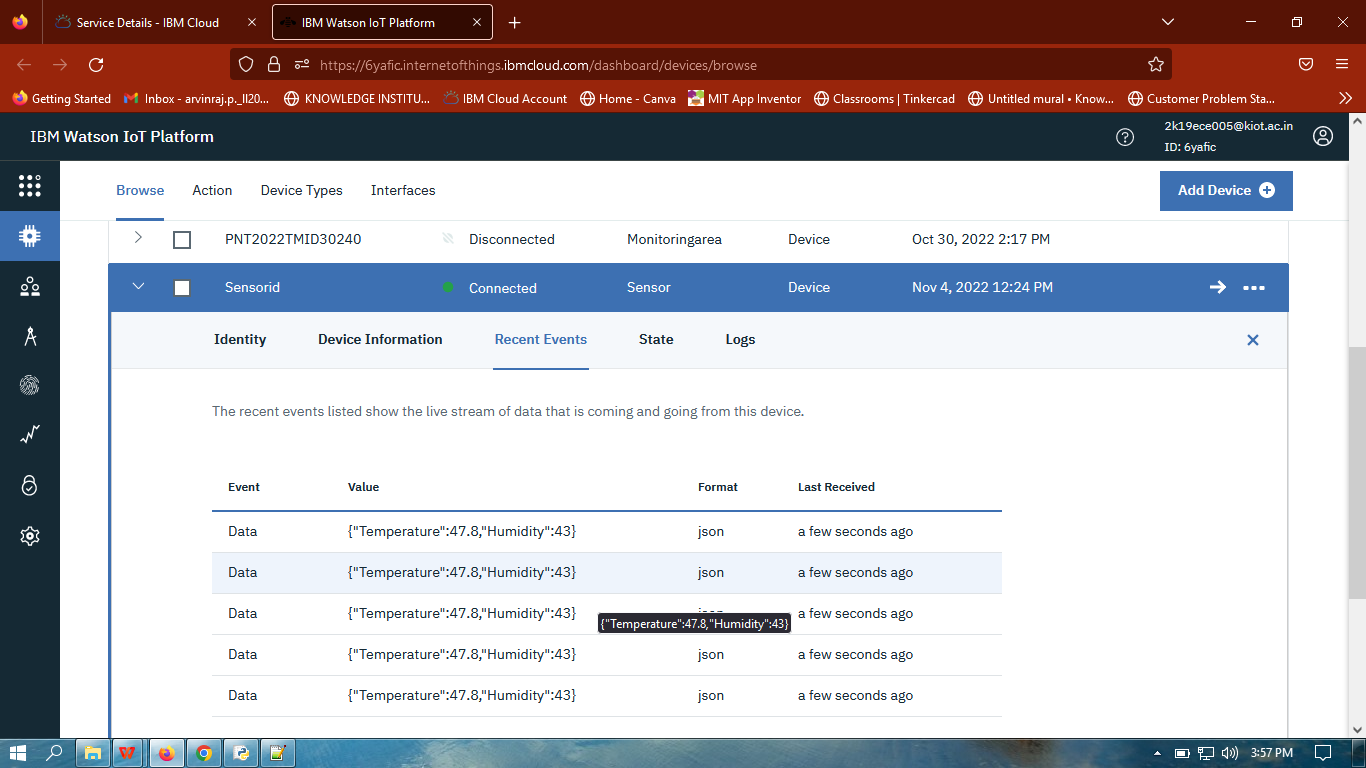 Service Details - IBM Cloud
IBM Watson IoT Platform
https://6yafic.internetofthings.ibmcloud.com/dashboard/devices/browse
Getting Started Inbox - arvinraj.p._II20... KNOWLEDGE INSTITU... IBM Cloud Account Home - Canva MIT App Inventor Classrooms | Tinkercad Untitled mural • Know... Customer Problem Sta...
IBM Watson IoT Platform
2k19ece005@kiot.ac.in
ID: 6yafic
Browse Action Device Types Interfaces
Add Device
PNT2022TMID30240 Disconnected Monitoringarea Device Oct 30, 2022 2:17 PM
Sensorid Connected Sensor Device Nov 4, 2022 12:24 PM
Identity Device Information Recent Events State Logs
The recent events listed show the live stream of data that is coming and going from this device.
Event Value Format Last Received
Data {"Temperature":47.8,"Humidity":43} json a few seconds ago
Data {"Temperature":47.8,"Humidity":43} json a few seconds ago
Data {"Temperature":47.8,"Humidity":43} a few seconds ago
{"Temperature":47.8,"Humidity":43}
Data {"Temperature":47.8,"Humidity":43} json a few seconds ago
Data {"Temperature":47.8,"Humidity":43} json a few seconds ago
3:57 PM